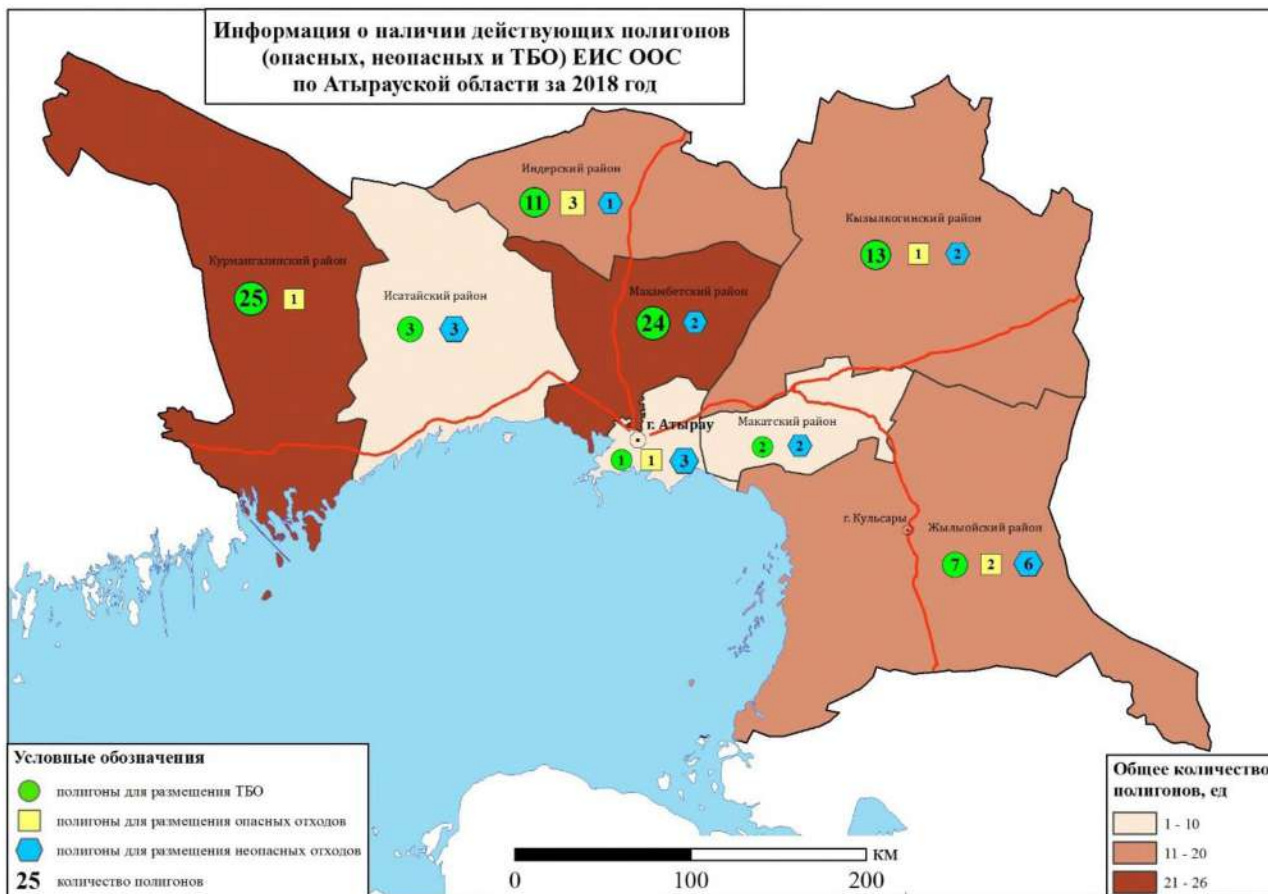 Информация о наличии действующих полигонов
(опасных, неопасных и ТБО) ЕИС ООС
по Атырауской области за 2018 год
Индерский район
11 3 1
Кызылкогинский район
13 1 2
Курмангазинский район
25 1
Исатайский район
3 3
Махамбетский район
24 2
г. Атырау
1 1 3
Макатский район
2 2
г. Кульсары
Жылыойский район
7 2 6
Условные обозначения
полигоны для размещения ТБО
полигоны для размещения опасных отходов
полигоны для размещения неопасных отходов
25 количество полигонов
км
0 100 200
Общее количество
полигонов, ед
1 - 10
11 - 20
21 - 26